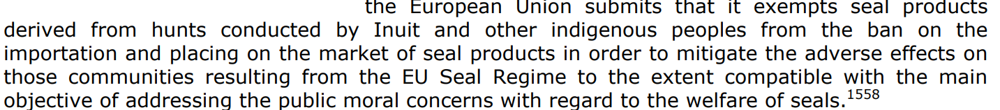 the European Union submits that it exempts seal products
derived from hunts conducted by Inuit and other indigenous peoples from the ban on the
importation and placing on the market of seal products in order to mitigate the adverse effects on
those communities resulting from the EU Seal Regime to the extent compatible with the main
objective of addressing the public moral concerns with regard to the welfare of seals.1558